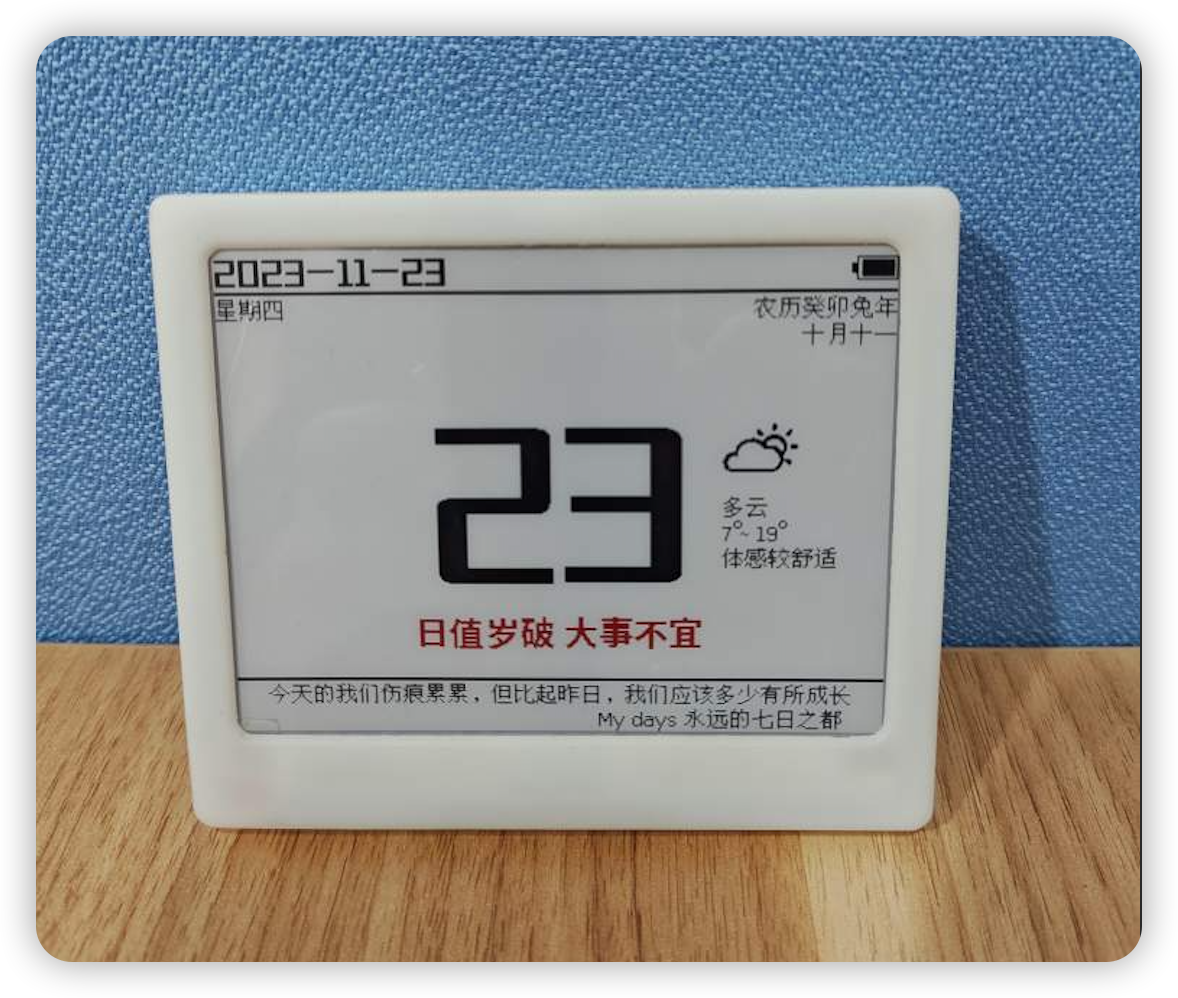 2023-11-23
星期四
农历癸卯兔年
十月十一
23
多云
7°~19°
体感较舒适
日值岁破 大事不宜
今天的我们伤痕累累，但比起昨日，我们应该多少有所成长
My days 永远的七日之都